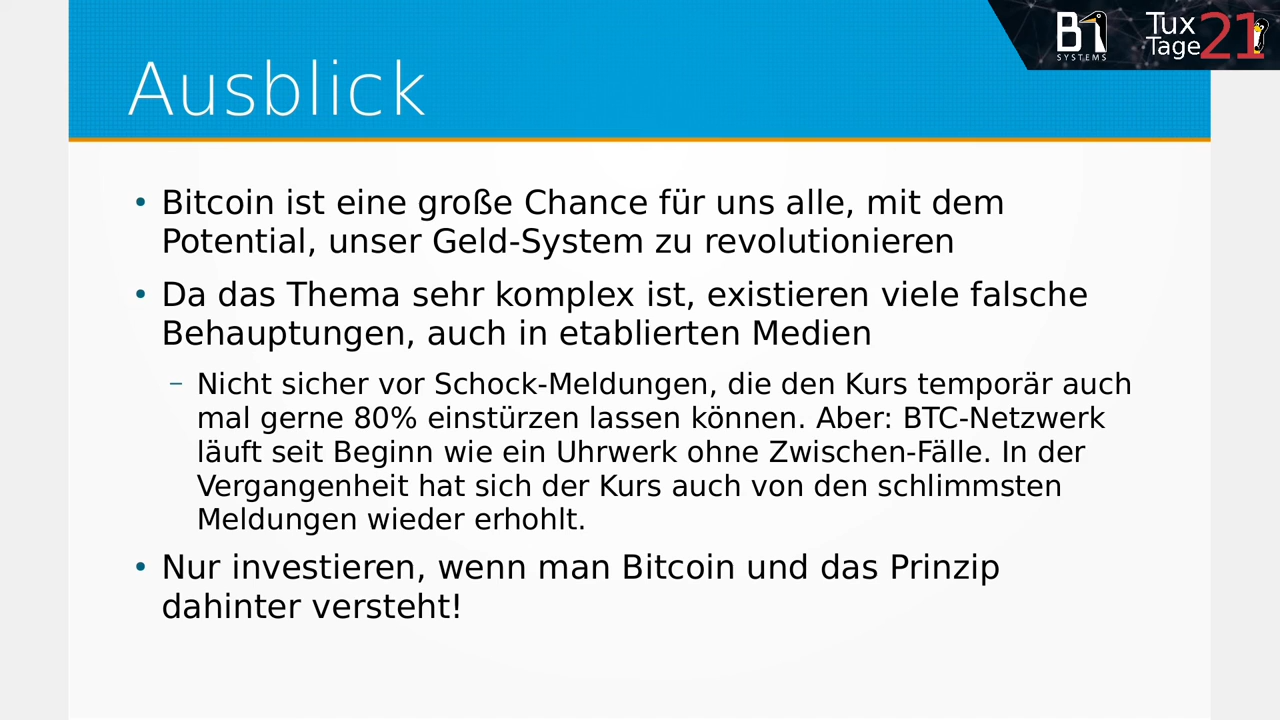 B1
SYSTEMS
Tux
Tage
21
Ausblick
• Bitcoin ist eine große Chance für uns alle, mit dem
Potential, unser Geld-System zu revolutionieren
• Da das Thema sehr komplex ist, existieren viele falsche
Behauptungen, auch in etablierten Medien
– Nicht sicher vor Schock-Meldungen, die den Kurs temporär auch
mal gerne 80% einstürzen lassen können. Aber: BTC-Netzwerk
läuft seit Beginn wie ein Uhrwerk ohne Zwischen-Fälle. In der
Vergangenheit hat sich der Kurs auch von den schlimmsten
Meldungen wieder erhohlt.
• Nur investieren, wenn man Bitcoin und das Prinzip
dahinter versteht!